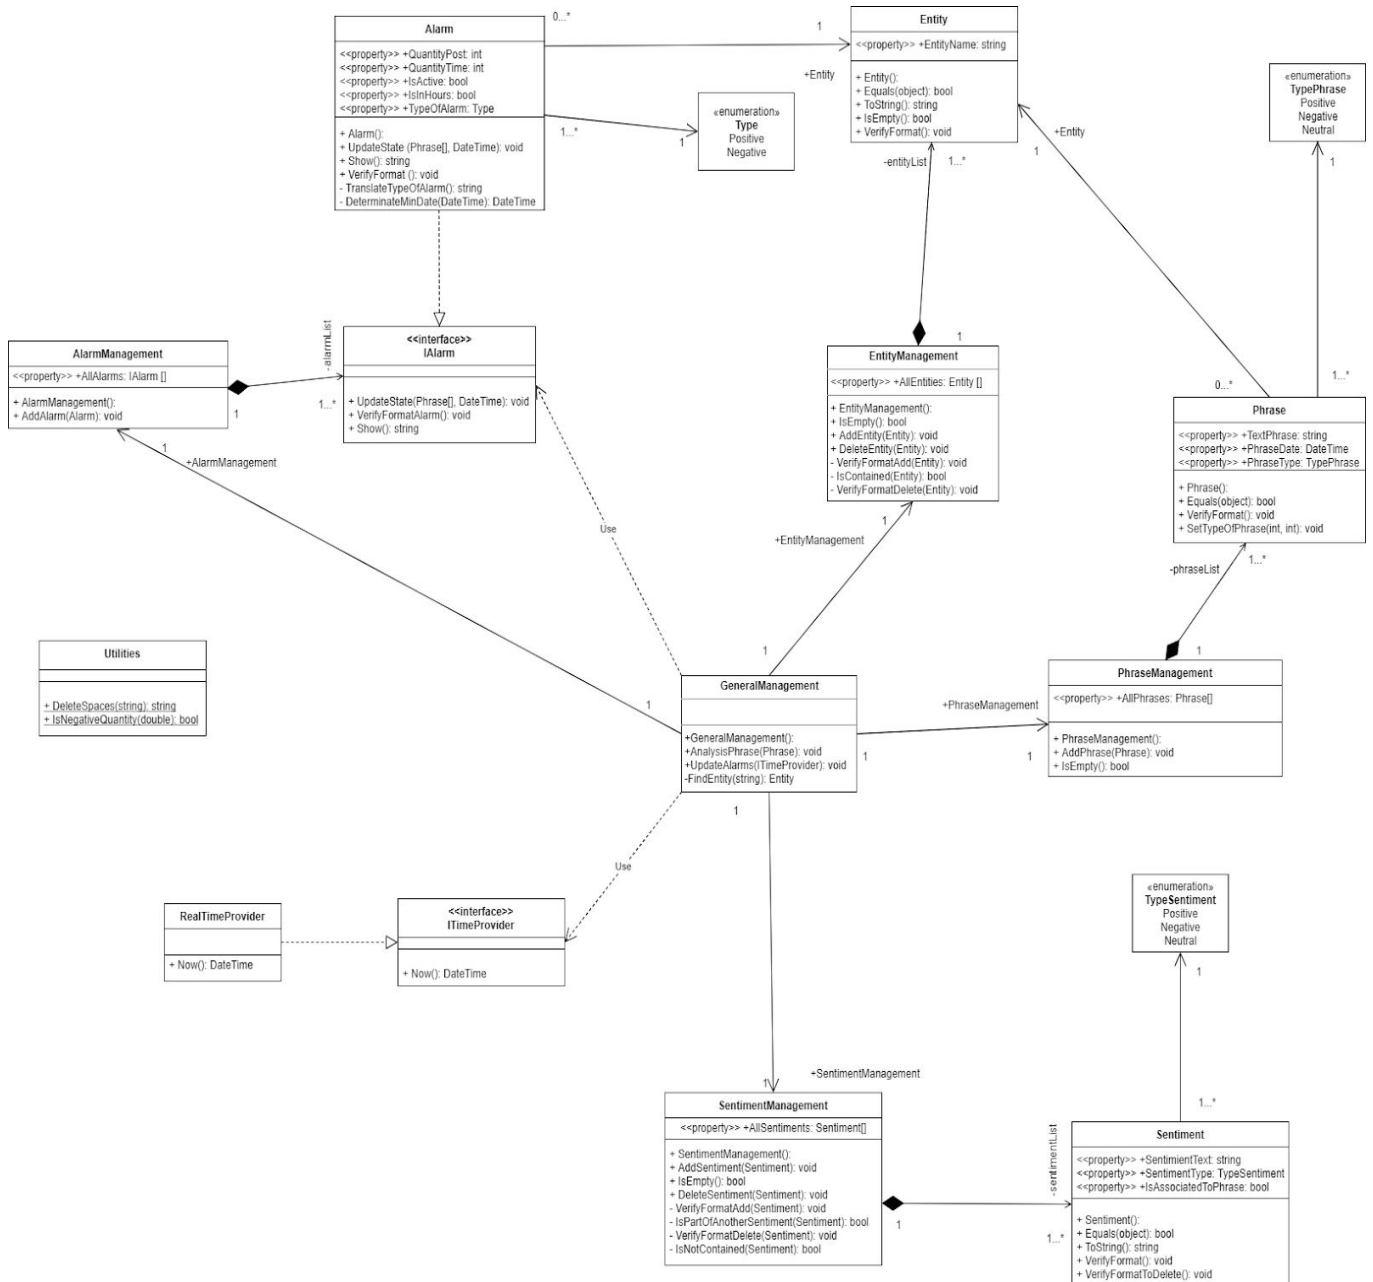 Alarm
<<property>> +QuantityPost: int
<<property>> +QuantityTime: int
<<property>> +IsActive: bool
<<property>> +IsInHours: bool
<<property>> +TypeOfAlarm: Type
+ Alarm():
+ UpdateState (Phrase[], DateTime): void
+ Show(): string
+ VerifyFormat (): void
- TranslateTypeOfAlarm(): string
- DeterminateMinDate(DateTime): DateTime
0...*
1
+Entity
1...*
1
«enumeration»
Type
Positive
Negative
Entity
<<property>> +EntityName: string
+ Entity():
+ Equals(object): bool
+ ToString(): string
+ IsEmpty(): bool
+ VerifyFormat(): void
-entityList
1...*
+Entity
1
«enumeration»
TypePhrase
Positive
Negative
Neutral
1
AlarmManagement
<<property>> +AllAlarms: IAlarm []
+ AlarmManagement():
+ AddAlarm(Alarm): void
1
-alarmList
1...*
<<interface>>
IAlarm
+ UpdateState(Phrase[], DateTime): void
+ VerifyFormatAlarm(): void
+ Show(): string
1
EntityManagement
<<property>> +AllEntities: Entity []
+ EntityManagement():
+ IsEmpty(): bool
+ AddEntity(Entity): void
+ DeleteEntity(Entity): void
- VerifyFormatAdd(Entity): void
- IsContained(Entity): bool
- VerifyFormatDelete(Entity): void
0...*
1...*
Phrase
<<property>> +TextPhrase: string
<<property>> +PhraseDate: DateTime
<<property>> +PhraseType: TypePhrase
+ Phrase():
+ Equals(object): bool
+ VerifyFormat(): void
+ SetTypeOfPhrase(int, int): void
1
+AlarmManagement
Use
1
+EntityManagement
1
-phraseList
1...*
1
Utilities
+ DeleteSpaces(string): string
+ IsNegativeQuantity(double): bool
1
GeneralManagement
+GeneralManagement():
+AnalysisPhrase(Phrase): void
+UpdateAlarms(ITimeProvider): void
-FindEntity(string): Entity
+PhraseManagement
1
1
PhraseManagement
<<property>> +AllPhrases: Phrase[]
+ PhraseManagement():
+ AddPhrase(Phrase): void
+ IsEmpty(): bool
1
Use
RealTimeProvider
+ Now(): DateTime
<<interface>>
ITimeProvider
+ Now(): DateTime
«enumeration»
TypeSentiment
Positive
Negative
Neutral
1
1
+SentimentManagement
SentimentManagement
<<property>> +AllSentiments: Sentiment[]
+ SentimentManagement():
+ AddSentiment(Sentiment): void
+ IsEmpty(): bool
+ DeleteSentiment(Sentiment): void
- VerifyFormatAdd(Sentiment): void
- IsPartOfAnotherSentiment(Sentiment): bool
- VerifyFormatDelete(Sentiment): void
- IsNotContained(Sentiment): bool
1
-sentimentList
1...*
1...*
Sentiment
<<property>> +SentimientText: string
<<property>> +SentimentType: TypeSentiment
<<property>> +IsAssociatedToPhrase: bool
+ Sentiment():
+ Equals(object): bool
+ ToString(): string
+ VerifyFormat(): void
+ VerifyFormatToDelete(): void